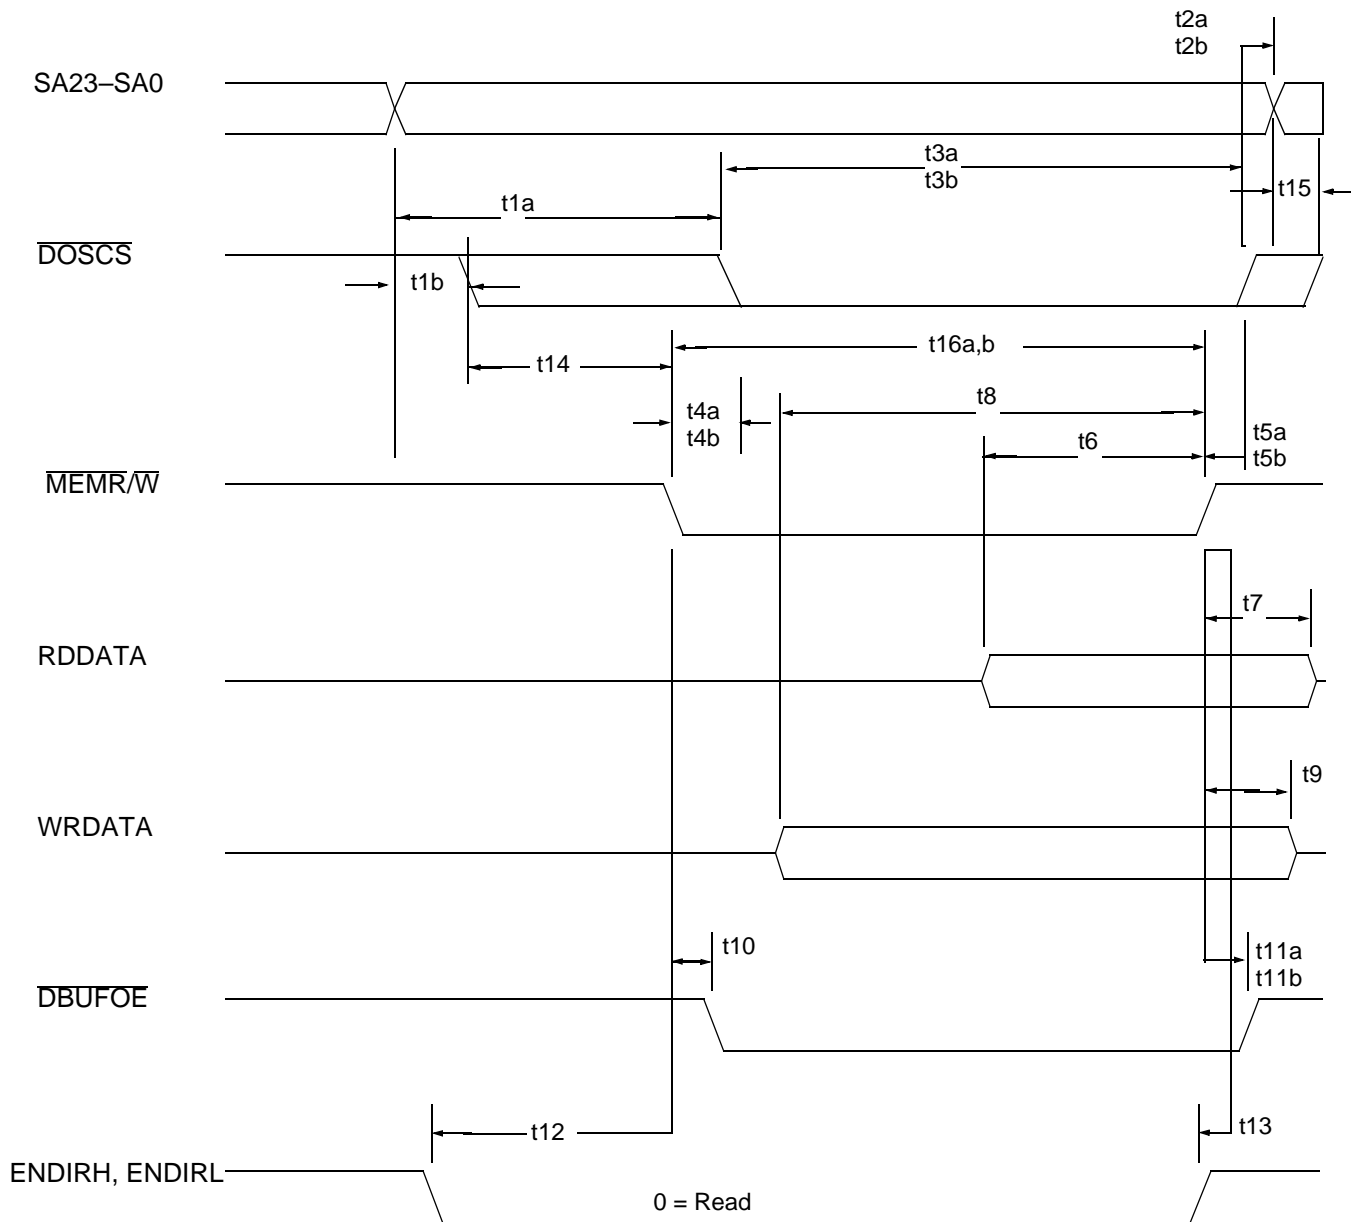 t2a
t2b
SA23–SA0
t3a
t3b
t15
t1a
DOSCS
t1b
t16a,b
t14
t8
t4a
t4b
t6
t5a
t5b
MEMR/W
t7
RDDATA
t9
WRDATA
t10
t11a
t11b
DBUFOE
t12
t13
ENDIRH, ENDIRL
0 = Read